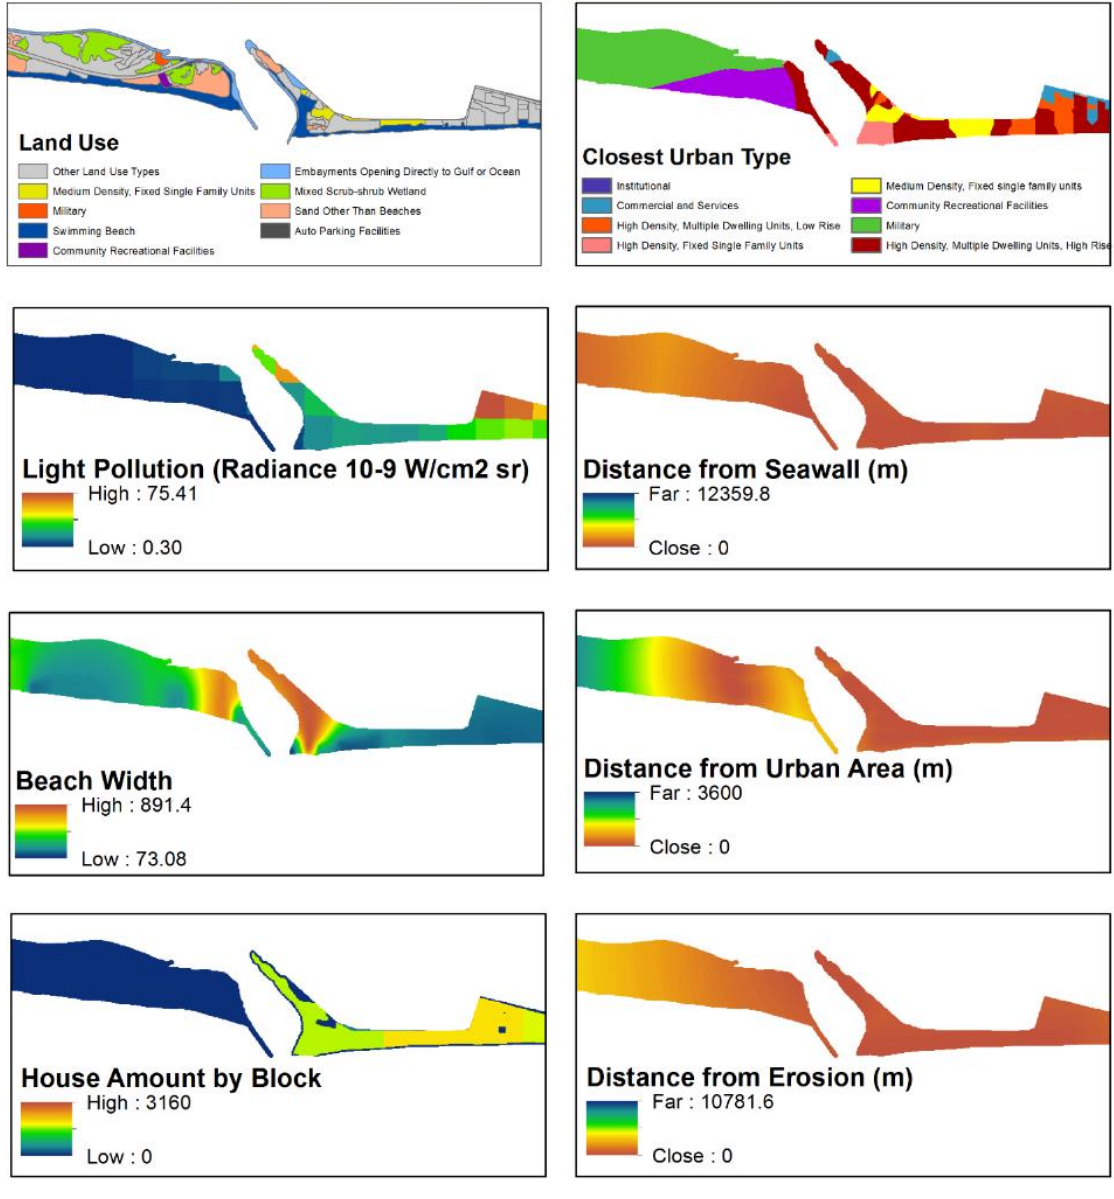 Land Use
Other Land Use Types
Medium Density, Fixed Single Family Units
Military
Swimming Beach
Community Recreational Facilities
Embayments Opening Directly to Gulf or Ocean
Mixed Scrub-shrub Wetland
Sand Other Than Beaches
Auto Parking Facilities
Closest Urban Type
Institutional
Commercial and Services
High Density, Multiple Dwelling Units, Low Rise
High Density, Fixed Single Family Units
Medium Density, Fixed single family units
Community Recreational Facilities
Military
High Density, Multiple Dwelling Units, High Rise
Light Pollution (Radiance 10-9 W/cm2 sr)
High : 75.41
Low : 0.30
Distance from Seawall (m)
Far : 12359.8
Close : 0
Beach Width
High : 891.4
Low : 73.08
Distance from Urban Area (m)
Far : 3600
Close : 0
House Amount by Block
High : 3160
Low : 0
Distance from Erosion (m)
Far : 10781.6
Close : 0